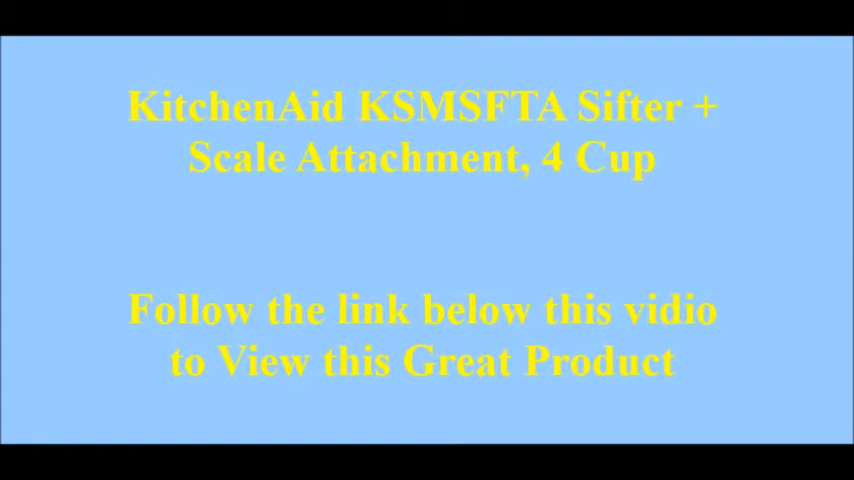 KitchenAid KSMSFTA Sifter +
Scale Attachment, 4 Cup
Follow the link below this vidio
to View this Great Product